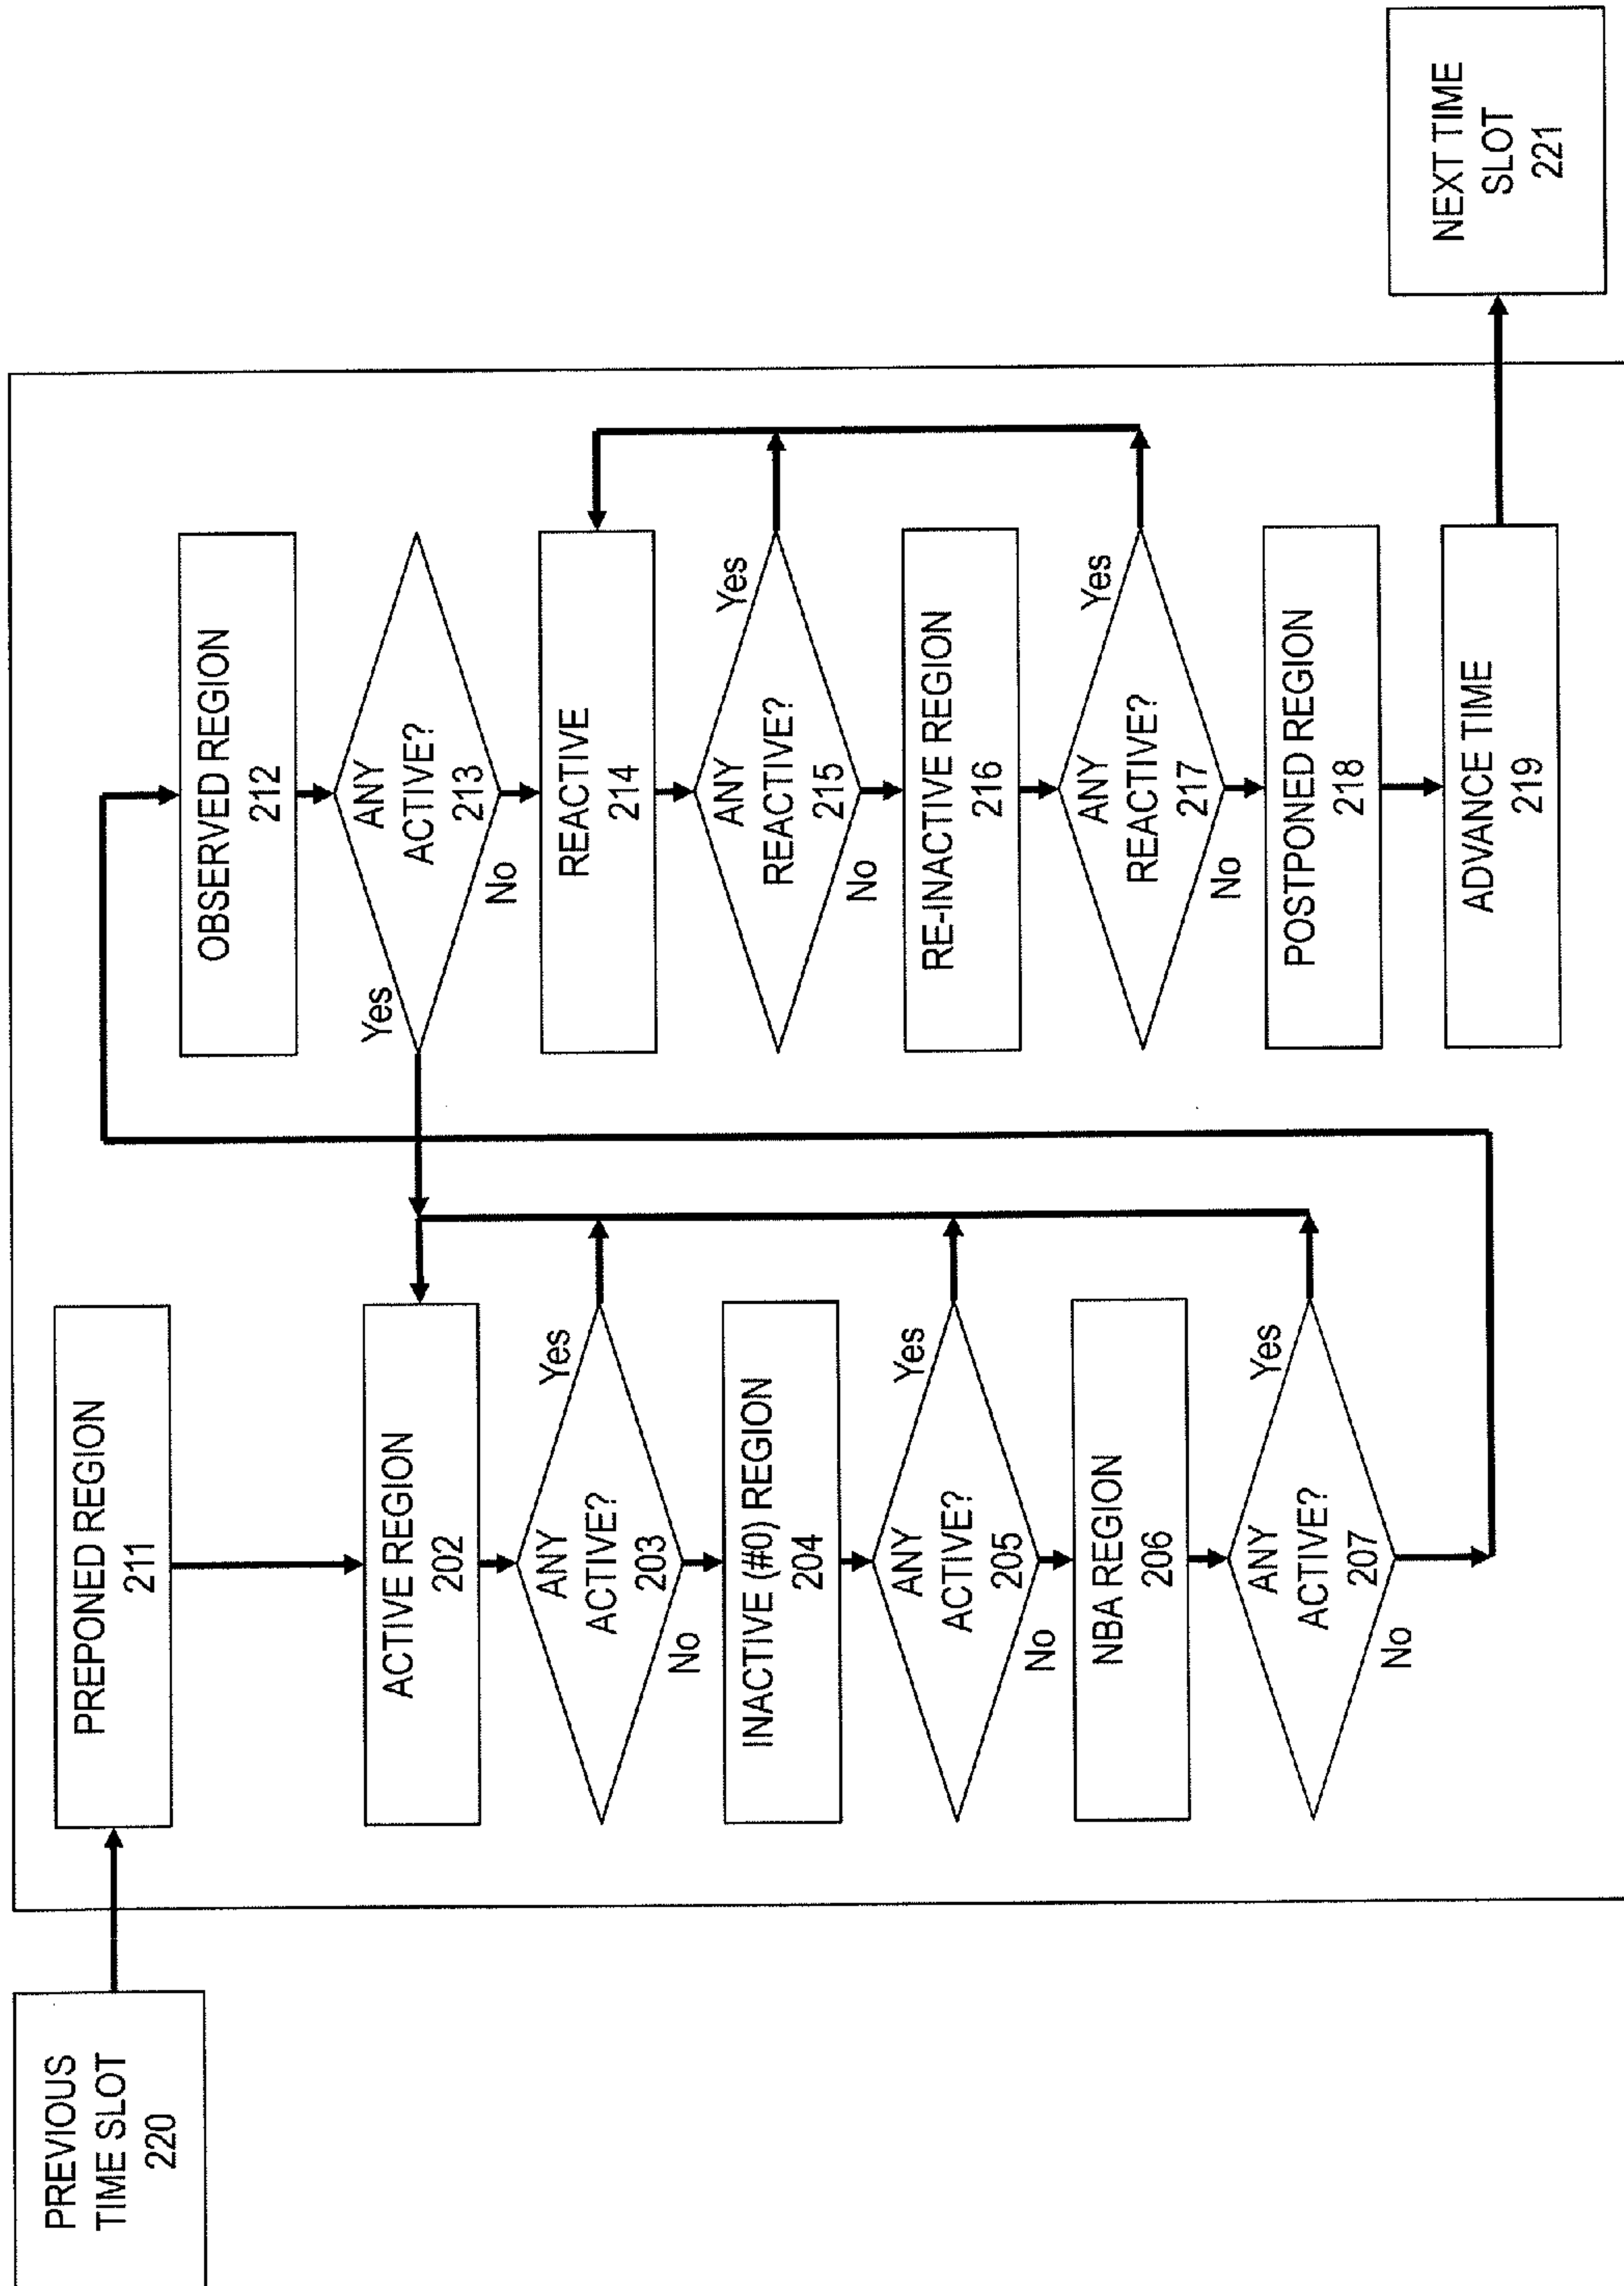 PREVIOUS
TIME SLOT
220
PREPONED REGION
211
ACTIVE REGION
202
ANY
ACTIVE?
203
Yes
No
INACTIVE (#0) REGION
204
ANY
ACTIVE?
205
Yes
No
NBA REGION
206
ANY
ACTIVE?
207
Yes
No
OBSERVED REGION
212
ANY
ACTIVE?
213
Yes
No
REACTIVE
214
ANY
REACTIVE?
215
Yes
No
RE-INACTIVE REGION
216
ANY
REACTIVE?
217
Yes
No
POSTPONED REGION
218
ADVANCE TIME
219
NEXT TIME
SLOT
221